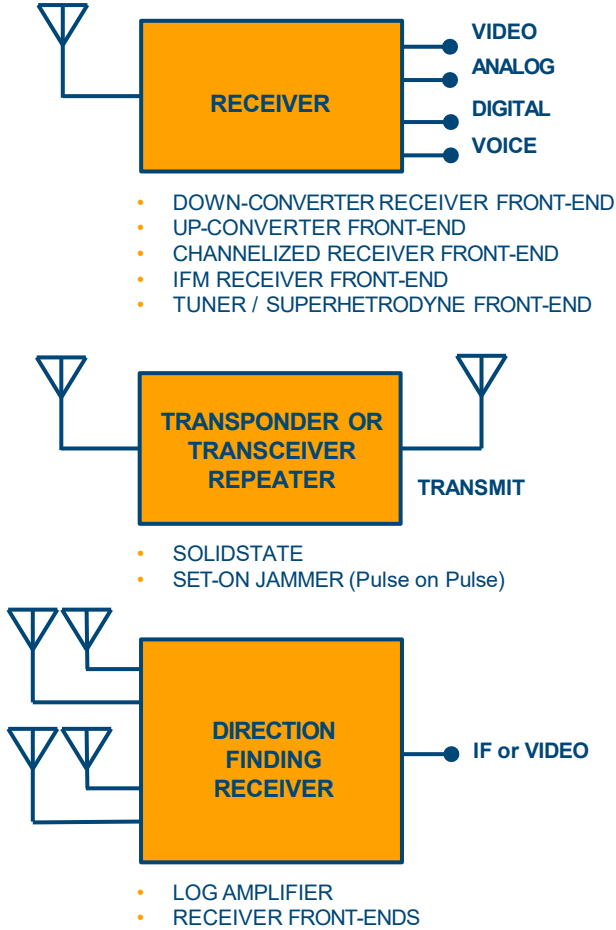 VIDEO
ANALOG
RECEIVER
DIGITAL
VOICE
• DOWN-CONVERTER RECEIVER FRONT-END
• UP-CONVERTER FRONT-END
• CHANNELIZED RECEIVER FRONT-END
• IFM RECEIVER FRONT-END
• TUNER / SUPERHETRODYNE FRONT-END
TRANSPONDER OR
TRANSCEIVER
REPEATER
TRANSMIT
• SOLIDSTATE
• SET-ON JAMMER (Pulse on Pulse)
DIRECTION
FINDING
RECEIVER
IF or VIDEO
• LOG AMPLIFIER
• RECEIVER FRONT-ENDS